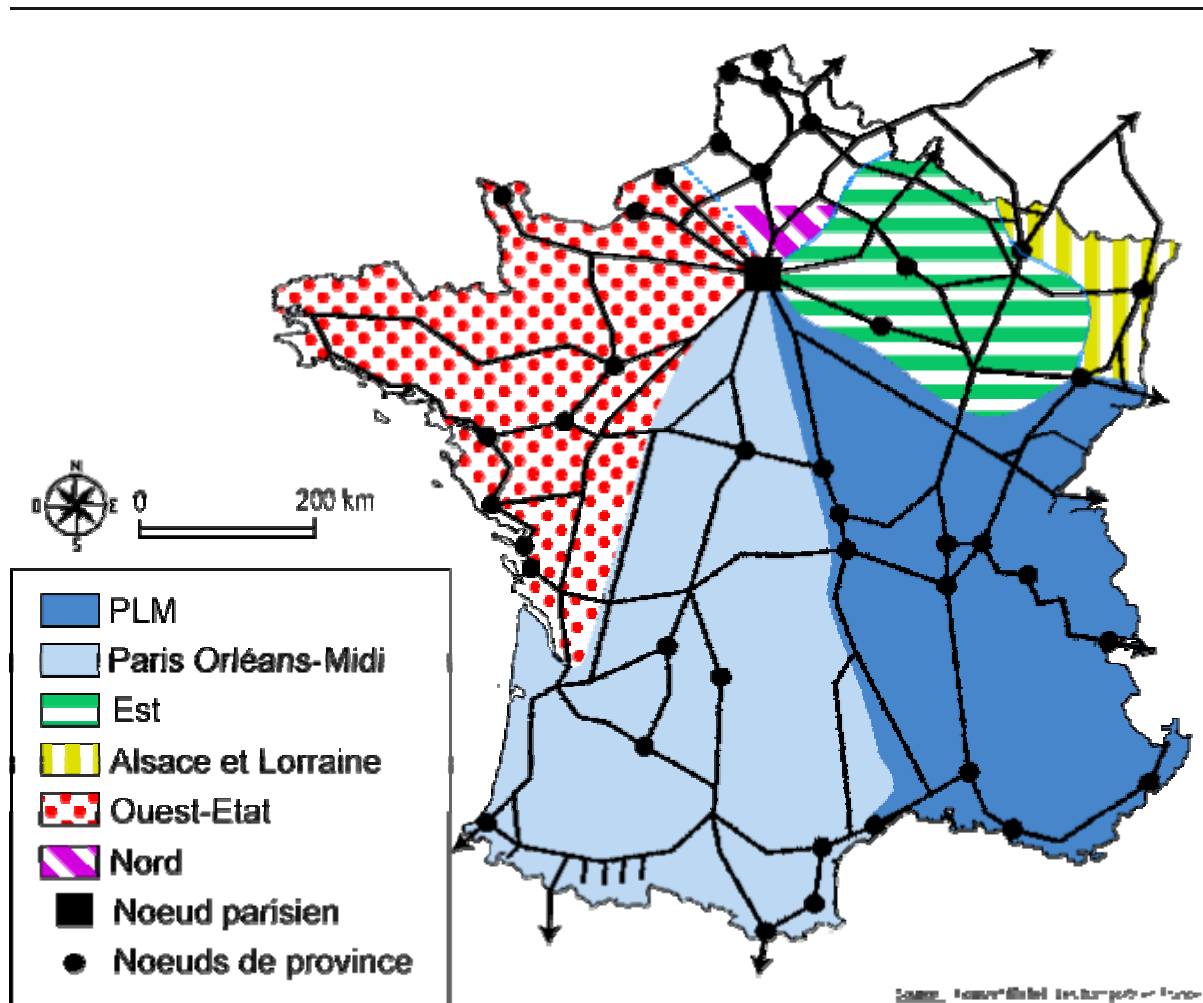 N
O E
S
0 200 km
PLM
Paris Orléans-Midi
Est
Alsace et Lorraine
Ouest-Etat
Nord
Noeud parisien
Noeuds de province